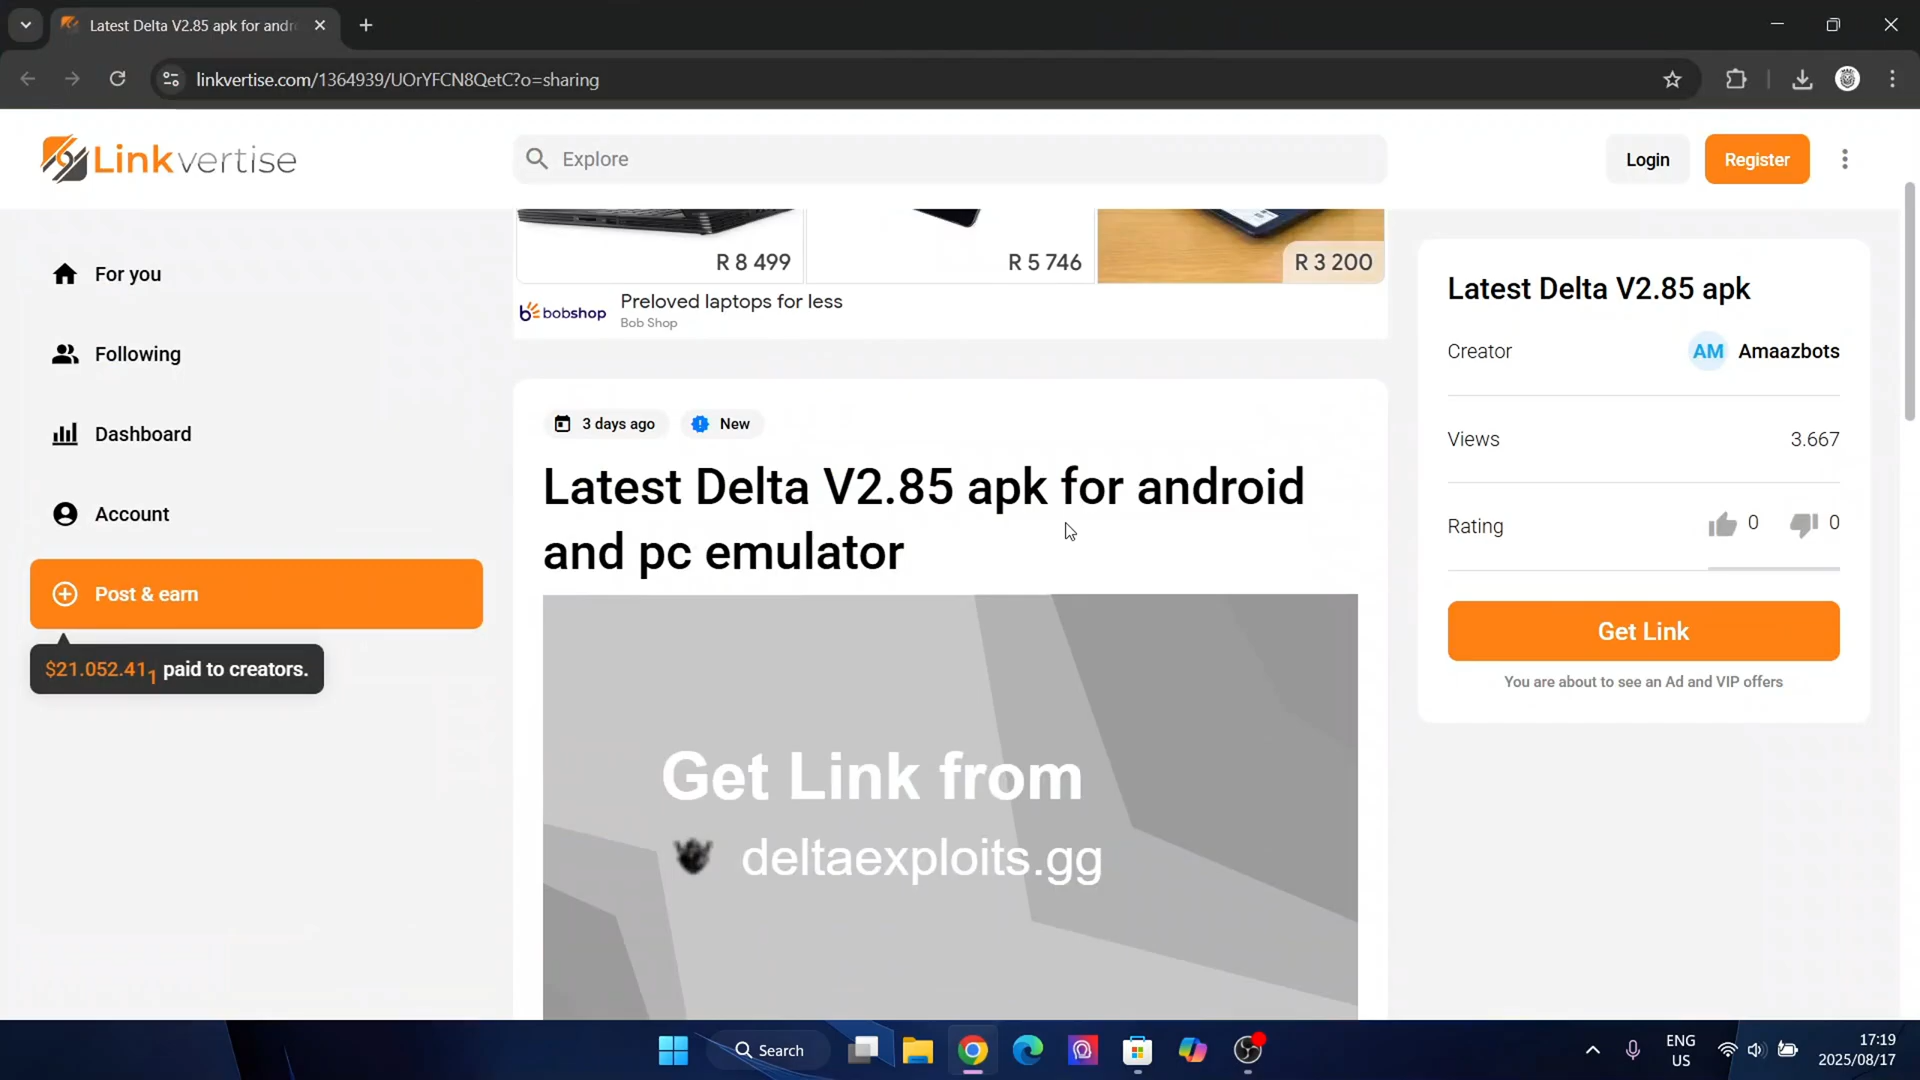 Latest Delta V2.85 apk for andr
linkvertise.com/1364939/UOrYFCN8QetC?o=sharing
Linkvertise
Explore
Login
Register
For you
Following
Dashboard
Account
Post & earn
$21.052.411 paid to creators.
R 8 499
R 5 746
R 3 200
bobshop
Preloved laptops for less
Bob Shop
3 days ago
New
Latest Delta V2.85 apk for android
and pc emulator
Get Link from
deltaexploits.gg
Latest Delta V2.85 apk
Creator
AM Amaazbots
Views
3.667
Rating
0
0
Get Link
You are about to see an Ad and VIP offers
Search
ENG
US
17:19
2025/08/17